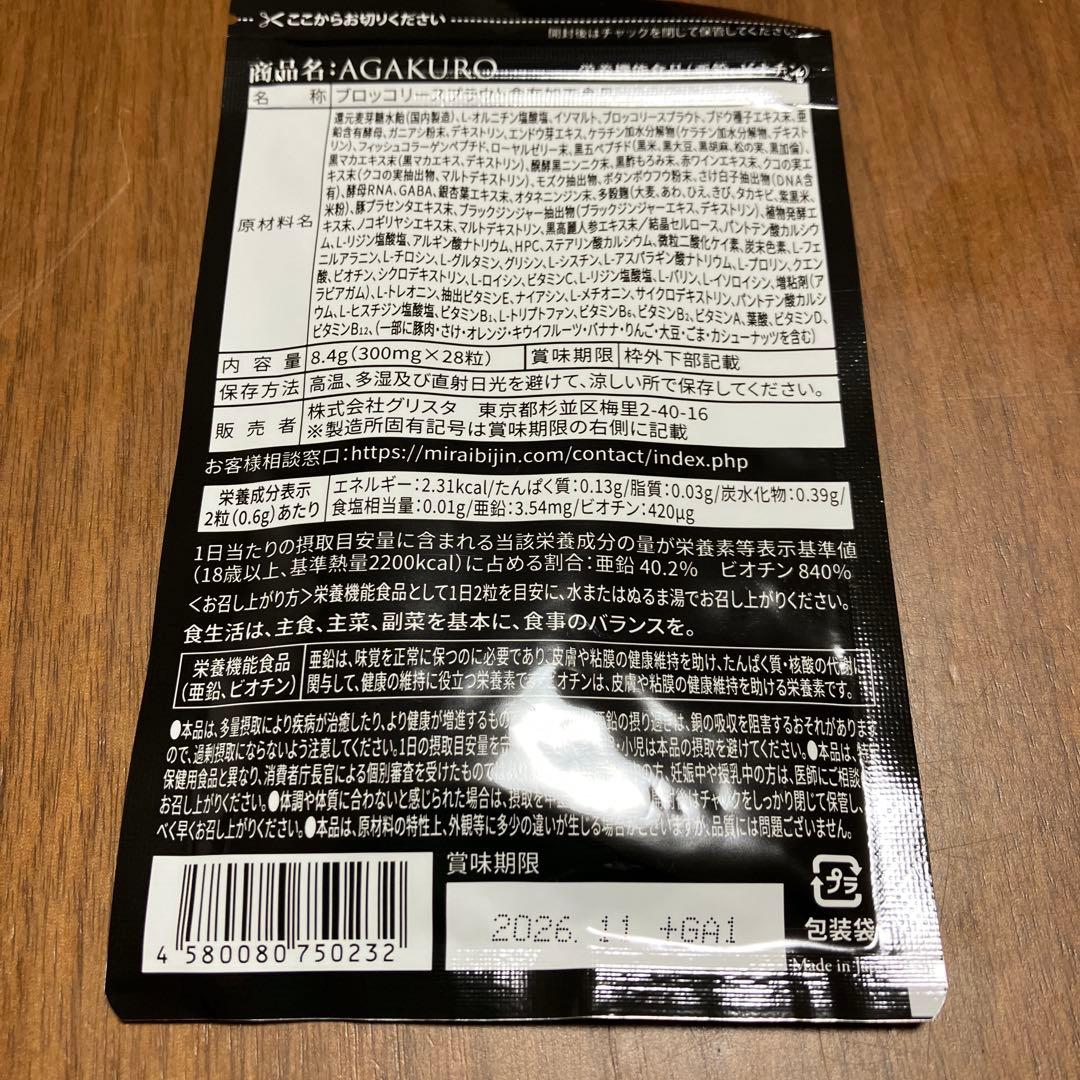 ここからお切りください
開封後はチャックを閉じて保管してください。
商品名:AGAKURO
栄養機能食品(亜鉛・ビオチン)
名 称 ブロッコリースプラウト含有加工食品
原材料名
還元麦芽糖水飴(国内製造)、L-オルニチン塩酸塩、イソマルト、ブロッコリースプラウト、ブドウ種子エキス末、亜
鉛含有酵母、ガニアシ粉末、デキストリン、エンドウ芽エキス、ケラチン加水分解物(ケラチン加水分解物、デキスト
リン)、フィッシュコラーゲンペプチド、ローヤルゼリー末、黒五ペプチド(黒米、黒大豆、黒胡麻、松の実、黒加倫)、
黒マカエキス末(黒マカエキス、デキストリン)、醗酵黒ニンニク末、黒酢もろみ末、赤ワインエキス末、クコの実エ
キス末(クコの実抽出物、マルトデキストリン)、モズク抽出物、ボタンボウフウ粉末、さけ白子抽出物(DNA含
有)、酵母RNA、GABA、銀杏葉エキス末、オタネニンジン末、多穀麹(大麦、あわ、ひえ、きび、タカキビ、紫黒米、
米粉)、豚プラセンタエキス末、ブラックジンジャー抽出物(ブラックジンジャーエキス、デキストリン)、植物発酵エ
キス末、ノコギリヤシエキス末、マルトデキストリン、黒高麗人参エキス末/結晶セルロース、パントテン酸カルシウ
ム、L-リジン塩酸塩、アルギン酸ナトリウム、HPC、ステアリン酸カルシウム、微粒二酸化ケイ素、炭末色素、L-フェ
ニルアラニン、L-チロシン、L-グルタミン、グリシン、L-シスチン、L-アスパラギン酸ナトリウム、L-プロリン、クエン
酸、ビオチン、シクロデキストリン、L-ロイシン、ビタミンC、L-リジン塩酸塩、L-バリン、L-イソロイシン、増粘剤(ア
ラビアガム)、L-トレオニン、抽出ビタミンE、ナイアシン、L-メチオニン、サイクロデキストリン、パントテン酸カルシ
ウム、L-ヒスチジン塩酸塩、ビタミンB₁、L-トリプトファン、ビタミンB₆、ビタミンB₂、ビタミンA、葉酸、ビタミンD、
ビタミンB₁₂、(一部に豚肉・さけ・オレンジ・キウイフルーツ・バナナ・りんご・大豆・ごま・カシューナッツを含む)
内 容 量 8.4g(300mg×28粒) 賞味期限 枠外下部記載
保存方法 高温、多湿及び直射日光を避けて、涼しい所で保存してください。
販 売 者 株式会社グリスタ 東京都杉並区梅里2-40-16
※製造所固有記号は賞味期限の右側に記載
お客様相談窓口:https://miraibijin.com/contact/index.php
栄養成分表示
2粒(0.6g)あたり
エネルギー:2.31kcal/たんぱく質:0.13g/脂質:0.03g/炭水化物:0.39g/
食塩相当量:0.01g/亜鉛:3.54mg/ビオチン:420μg
1日当たりの摂取目安量に含まれる当該栄養成分の量が栄養素等表示基準値
(18歳以上、基準熱量2200kcal)に占める割合:亜鉛 40.2% ビオチン 840%
<お召し上がり方>栄養機能食品として1日2粒を目安に、水またはぬるま湯でお召し上がりください。
食生活は、主食、主菜、副菜を基本に、食事のバランスを。
栄養機能食品
(亜鉛、ビオチン)
亜鉛は、味覚を正常に保つのに必要であり、皮膚や粘膜の健康維持を助け、たんぱく質・核酸の代謝に
関与して、健康の維持に役立つ栄養素です。ビオチンは、皮膚や粘膜の健康維持を助ける栄養素です。
●本品は、多量摂取により疾病が治癒したり、より健康が増進するもの 亜鉛の摂り過ぎは、銅の吸収を阻害するおそれがあります
ので、過剰摂取にならないよう注意してください。1日の摂取目安量を守 ・小児は本品の摂取を避けてください。●本品は、特定
保健用食品と異なり、消費者庁長官による個別審査を受けたもので の方、妊娠中や授乳中の方は、医師にご相談
お召し上がりください。●体調や体質に合わないと感じられた場合は、摂取を中止 開封後はチャックをしっかり閉じて保管し、
べく早くお召し上がりください。●本品は、原材料の特性上、外観等に多少の違いが生じる場合がございますが、品質には問題ございません。
賞味期限
2026. 11 +GA1
4 580080 750232
プラ
包装袋
Made in